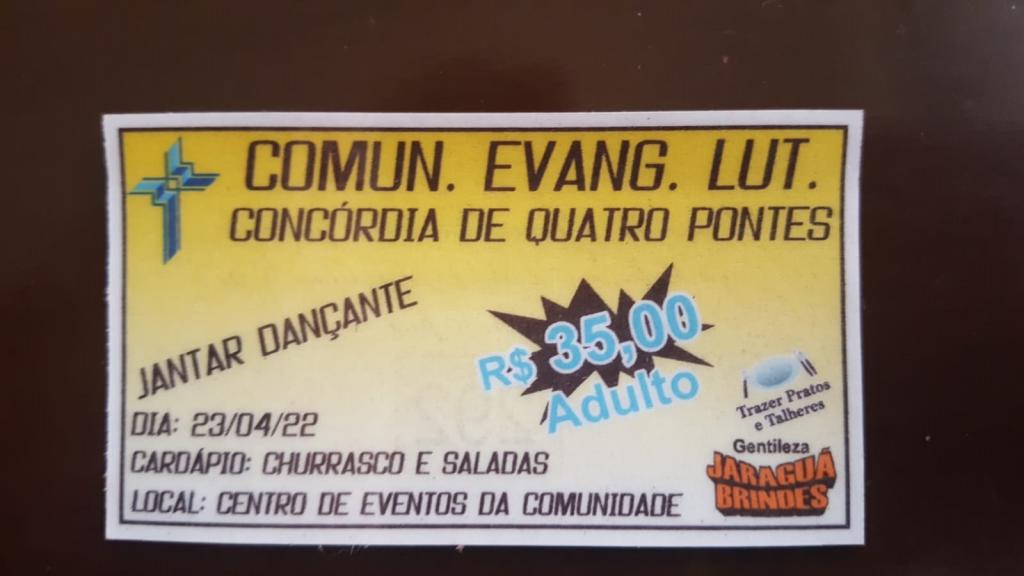 COMUN. EVANG. LUT.
CONCÓRDIA DE QUATRO PONTES
JANTAR DANÇANTE
R$ 35,00
Adulto
DIA: 23/04/22
CARDÁPIO: CHURRASCO E SALADAS
LOCAL: CENTRO DE EVENTOS DA COMUNIDADE
Trazer Pratos
e Talheres
Gentileza
JARAGUÁ
BRINDES